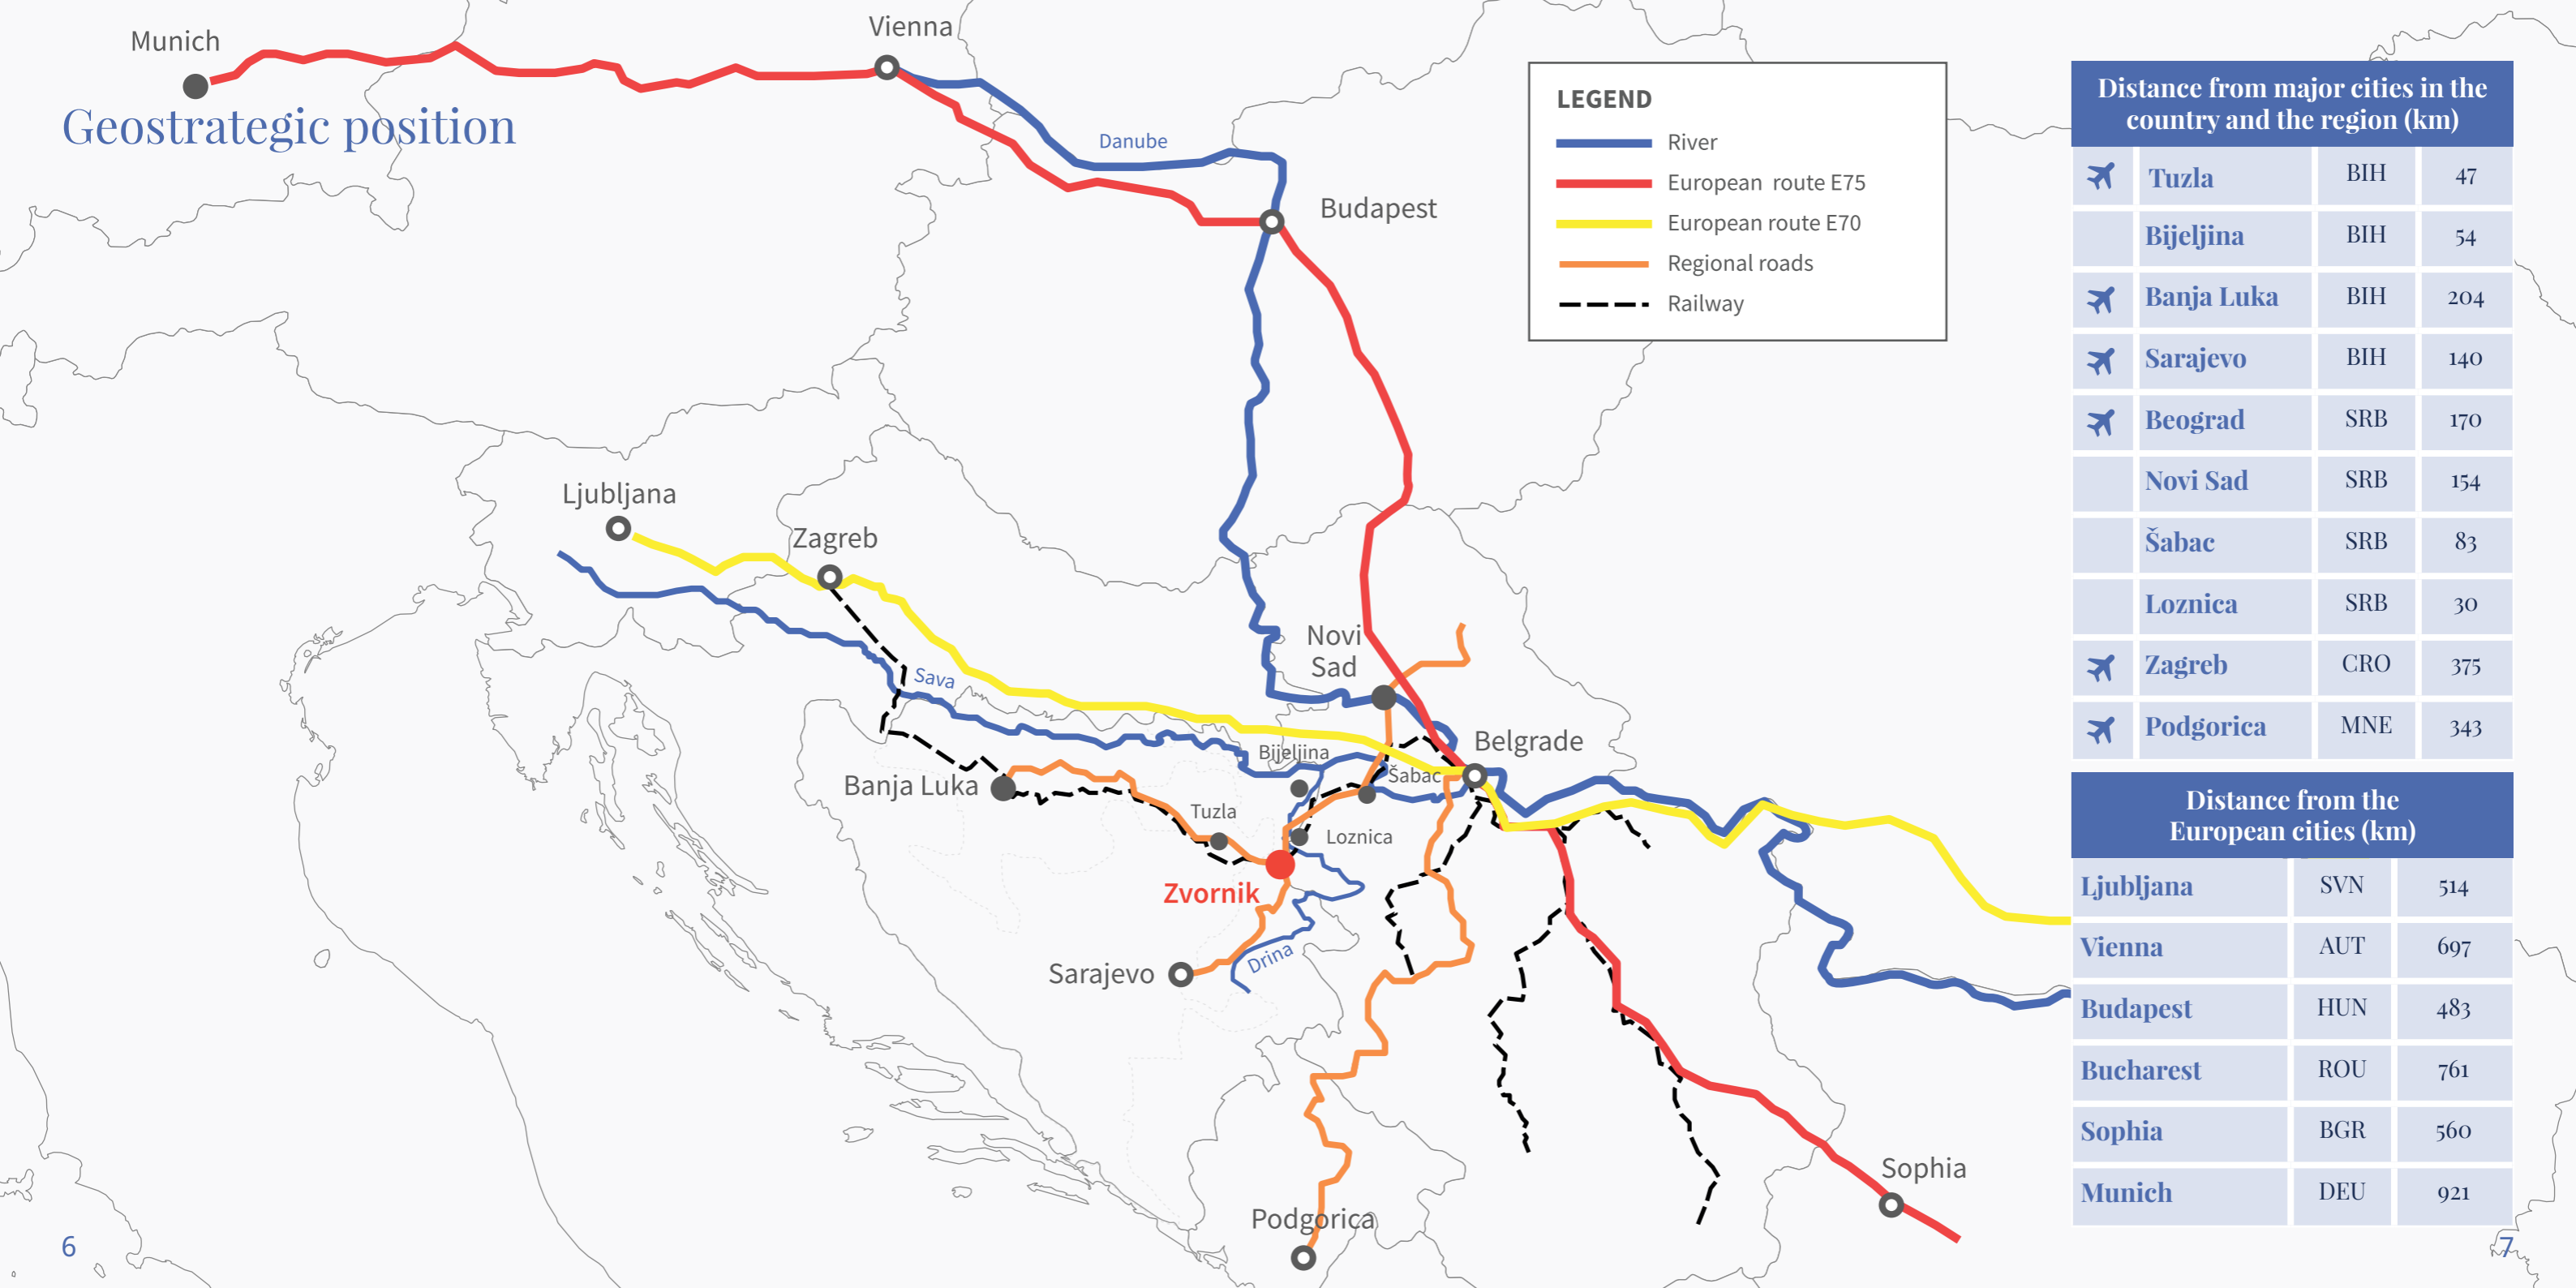 Geostrategic position
Munich
Vienna
Danube
Budapest
LEGEND
River
European route E75
European route E70
Regional roads
Railway
Ljubljana
Zagreb
Sava
Novi
Sad
Belgrade
Bijeljina
Šabac
Banja Luka
Tuzla
Loznica
Zvornik
Sarajevo
Drina
Podgorica
Sophia
Distance from major cities in the
country and the region (km)
Tuzla BIH 47
Bijeljina BIH 54
Banja Luka BIH 204
Sarajevo BIH 140
Beograd SRB 170
Novi Sad SRB 154
Šabac SRB 83
Loznica SRB 30
Zagreb CRO 375
Podgorica MNE 343
Distance from the
European cities (km)
Ljubljana SVN 514
Vienna AUT 697
Budapest HUN 483
Bucharest ROU 761
Sophia BGR 560
Munich DEU 921
6
7